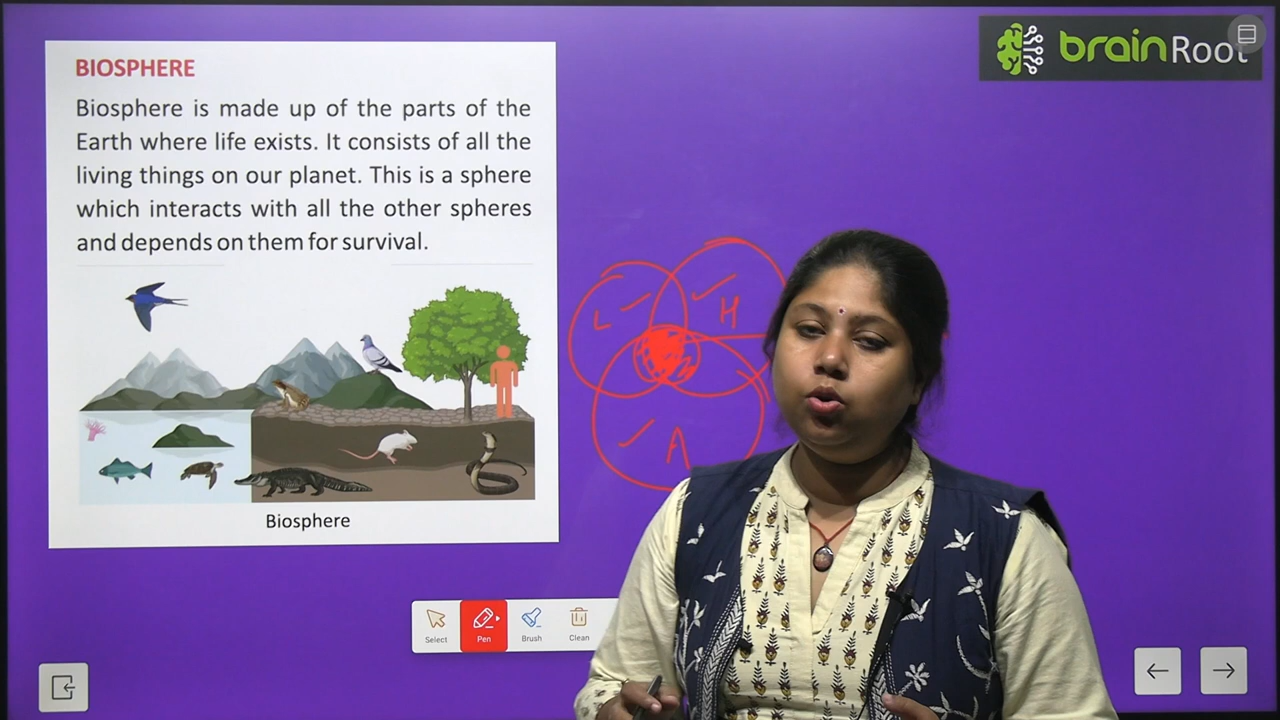 BIOSPHERE
Biosphere is made up of the parts of the
Earth where life exists. It consists of all the
living things on our planet. This is a sphere
which interacts with all the other spheres
and depends on them for survival.
Biosphere
brainRoot
L
H
A
Select
Pen
Brush
Clean